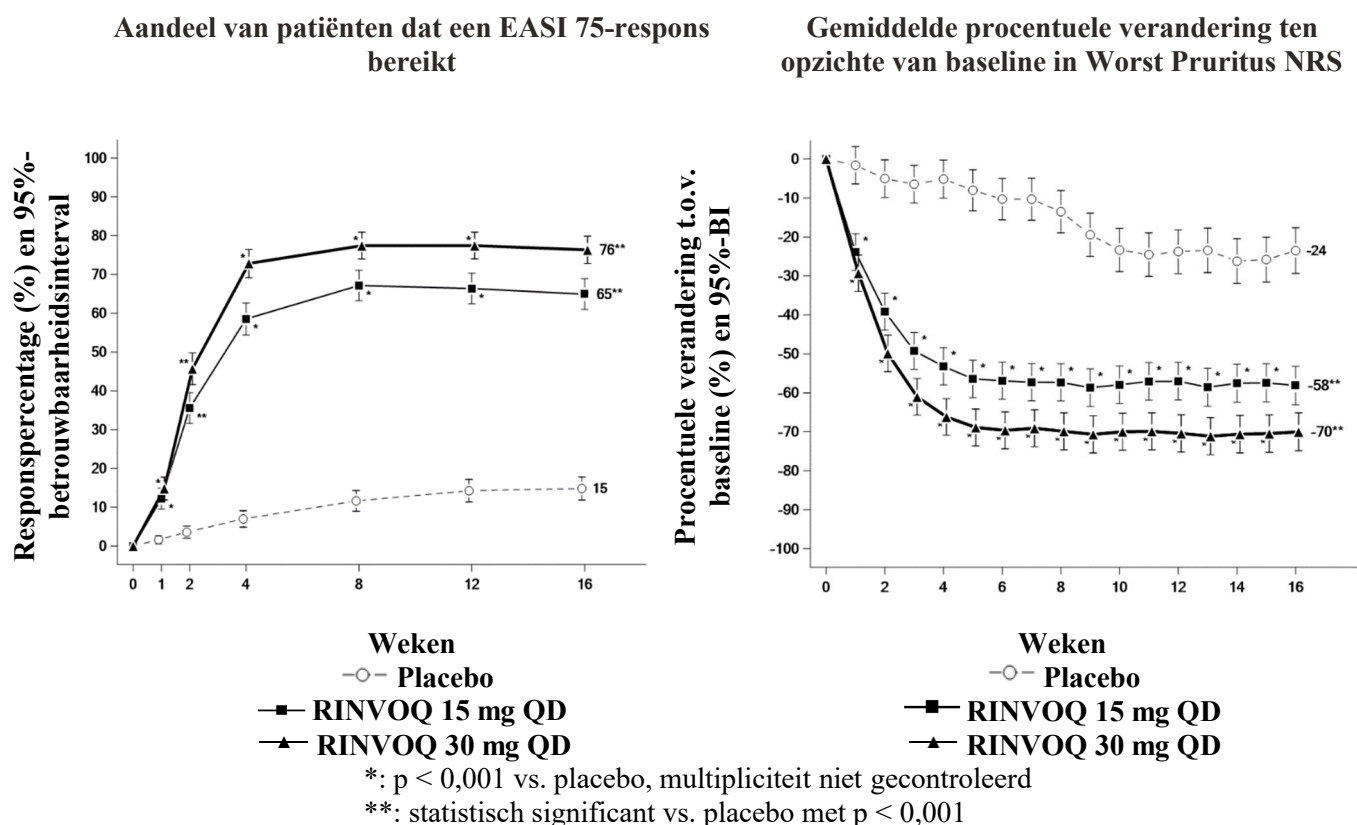 Aandeel van patiënten dat een EASI 75-respons
bereikt
Responspercentage (%) en 95%-
betrouwbaarheidsinterval
100
90
80
70
60
50
40
30
20
10
0
76**
65**
15
**
**
*
*
*
*
*
*
*
*
0 1 2 4 8 12 16
Weken
Placebo
RINVOQ 15 mg QD
RINVOQ 30 mg QD
Gemiddelde procentuele verandering ten
opzichte van baseline in Worst Pruritus NRS
Procentuele verandering t.o.v.
baseline (%) en 95%-BI
0
-10
-20
-30
-40
-50
-60
-70
-80
-90
-100
-24
-58**
-70**
* * * * * * * * * * * * * * *
* * * * * * * * * * * * * * *
0 2 4 6 8 10 12 14 16
Weken
Placebo
RINVOQ 15 mg QD
RINVOQ 30 mg QD
*: p < 0,001 vs. placebo, multipliciteit niet gecontroleerd
**: statistisch significant vs. placebo met p < 0,001